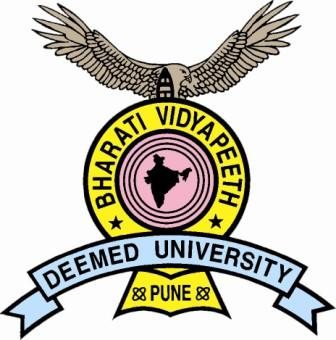 BHARATI VIDYAPEETH
DEEMED UNIVERSITY
PUNE